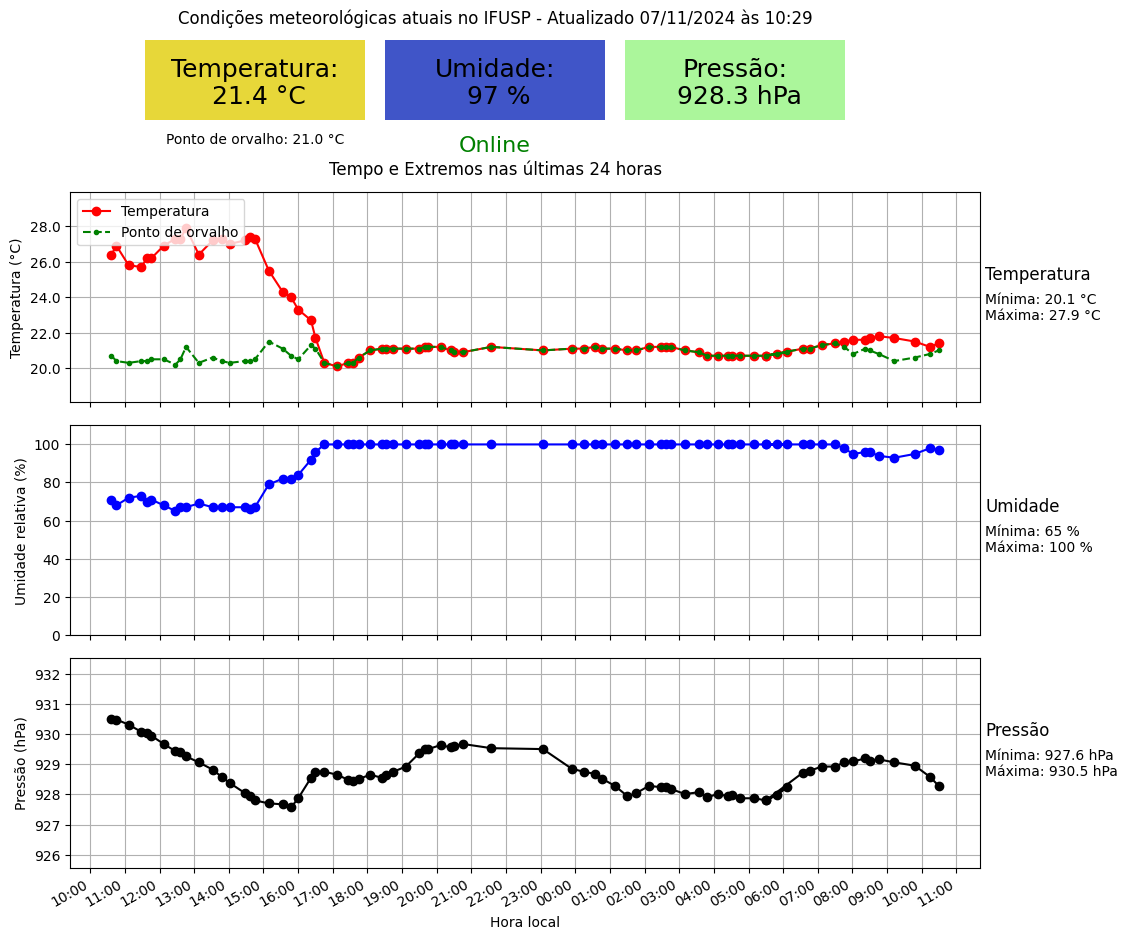 Condições meteorológicas atuais no IFUSP - Atualizado 07/11/2024 às 10:29
Temperatura:
21.4 °C
Umidade:
97 %
Pressão:
928.3 hPa
Ponto de orvalho: 21.0 °C
Online
Tempo e Extremos nas últimas 24 horas
Temperatura
Ponto de orvalho
Temperatura (°C)
28.0
26.0
24.0
22.0
20.0
Temperatura
Mínima: 20.1 °C
Máxima: 27.9 °C
Umidade relativa (%)
100
80
60
40
20
0
Umidade
Mínima: 65 %
Máxima: 100 %
Pressão (hPa)
932
931
930
929
928
927
926
Pressão
Mínima: 927.6 hPa
Máxima: 930.5 hPa
10:00
11:00
12:00
13:00
14:00
15:00
16:00
17:00
18:00
19:00
20:00
21:00
22:00
23:00
00:00
01:00
02:00
03:00
04:00
05:00
06:00
07:00
08:00
09:00
10:00
11:00
Hora local